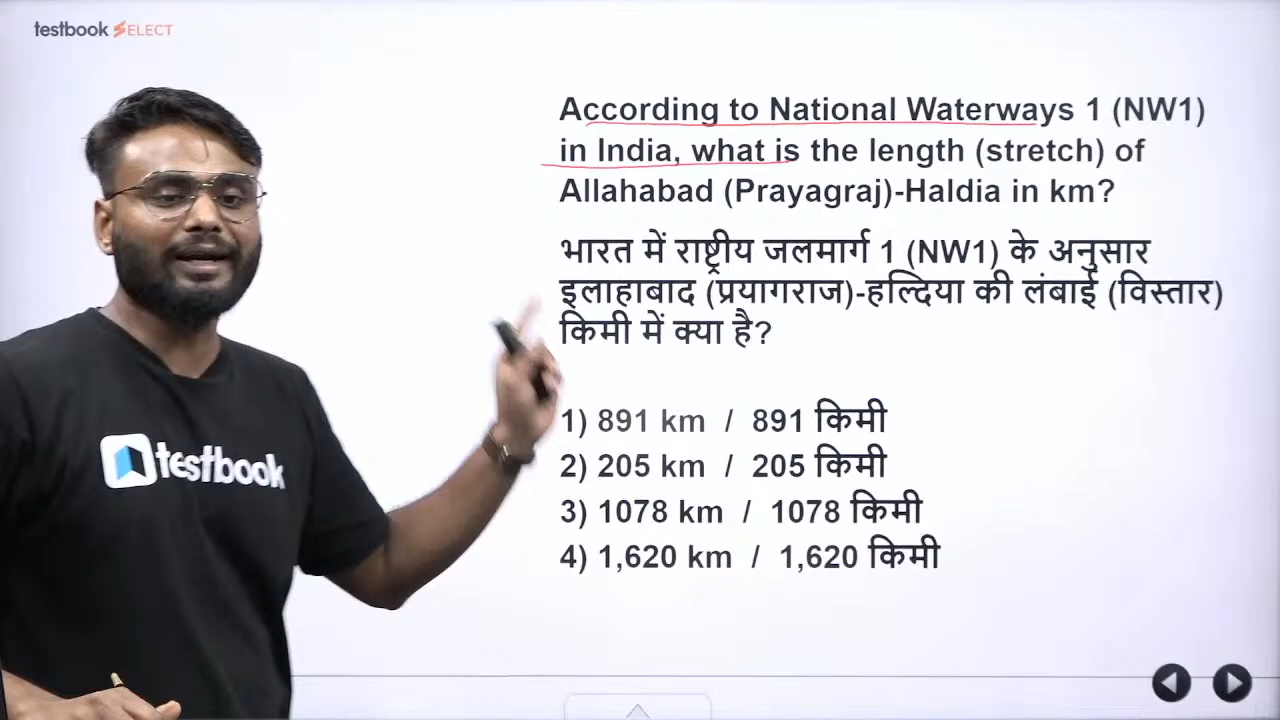 testbook SELECT
According to National Waterways 1 (NW1)
in India, what is the length (stretch) of
Allahabad (Prayagraj)-Haldia in km?
भारत में राष्ट्रीय जलमार्ग 1 (NW1) के अनुसार
इलाहाबाद (प्रयागराज)-हल्दिया की लंबाई (विस्तार)
किमी में क्या है?
1) 891 km / 891 किमी
2) 205 km / 205 किमी
3) 1078 km / 1078 किमी
4) 1,620 km / 1,620 किमी
testbook